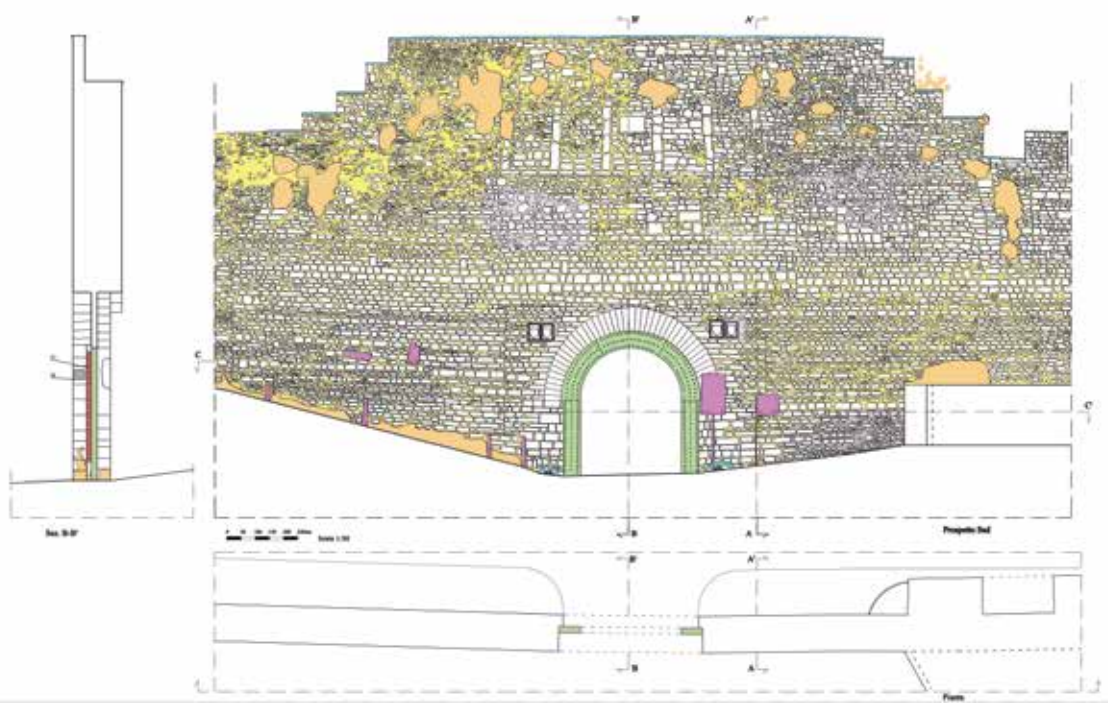 B'
A'
C
C'
Sez. B-B'
Scala 1:50
B
A
Prospetto Sud
B'
A'
B
A
Pianta